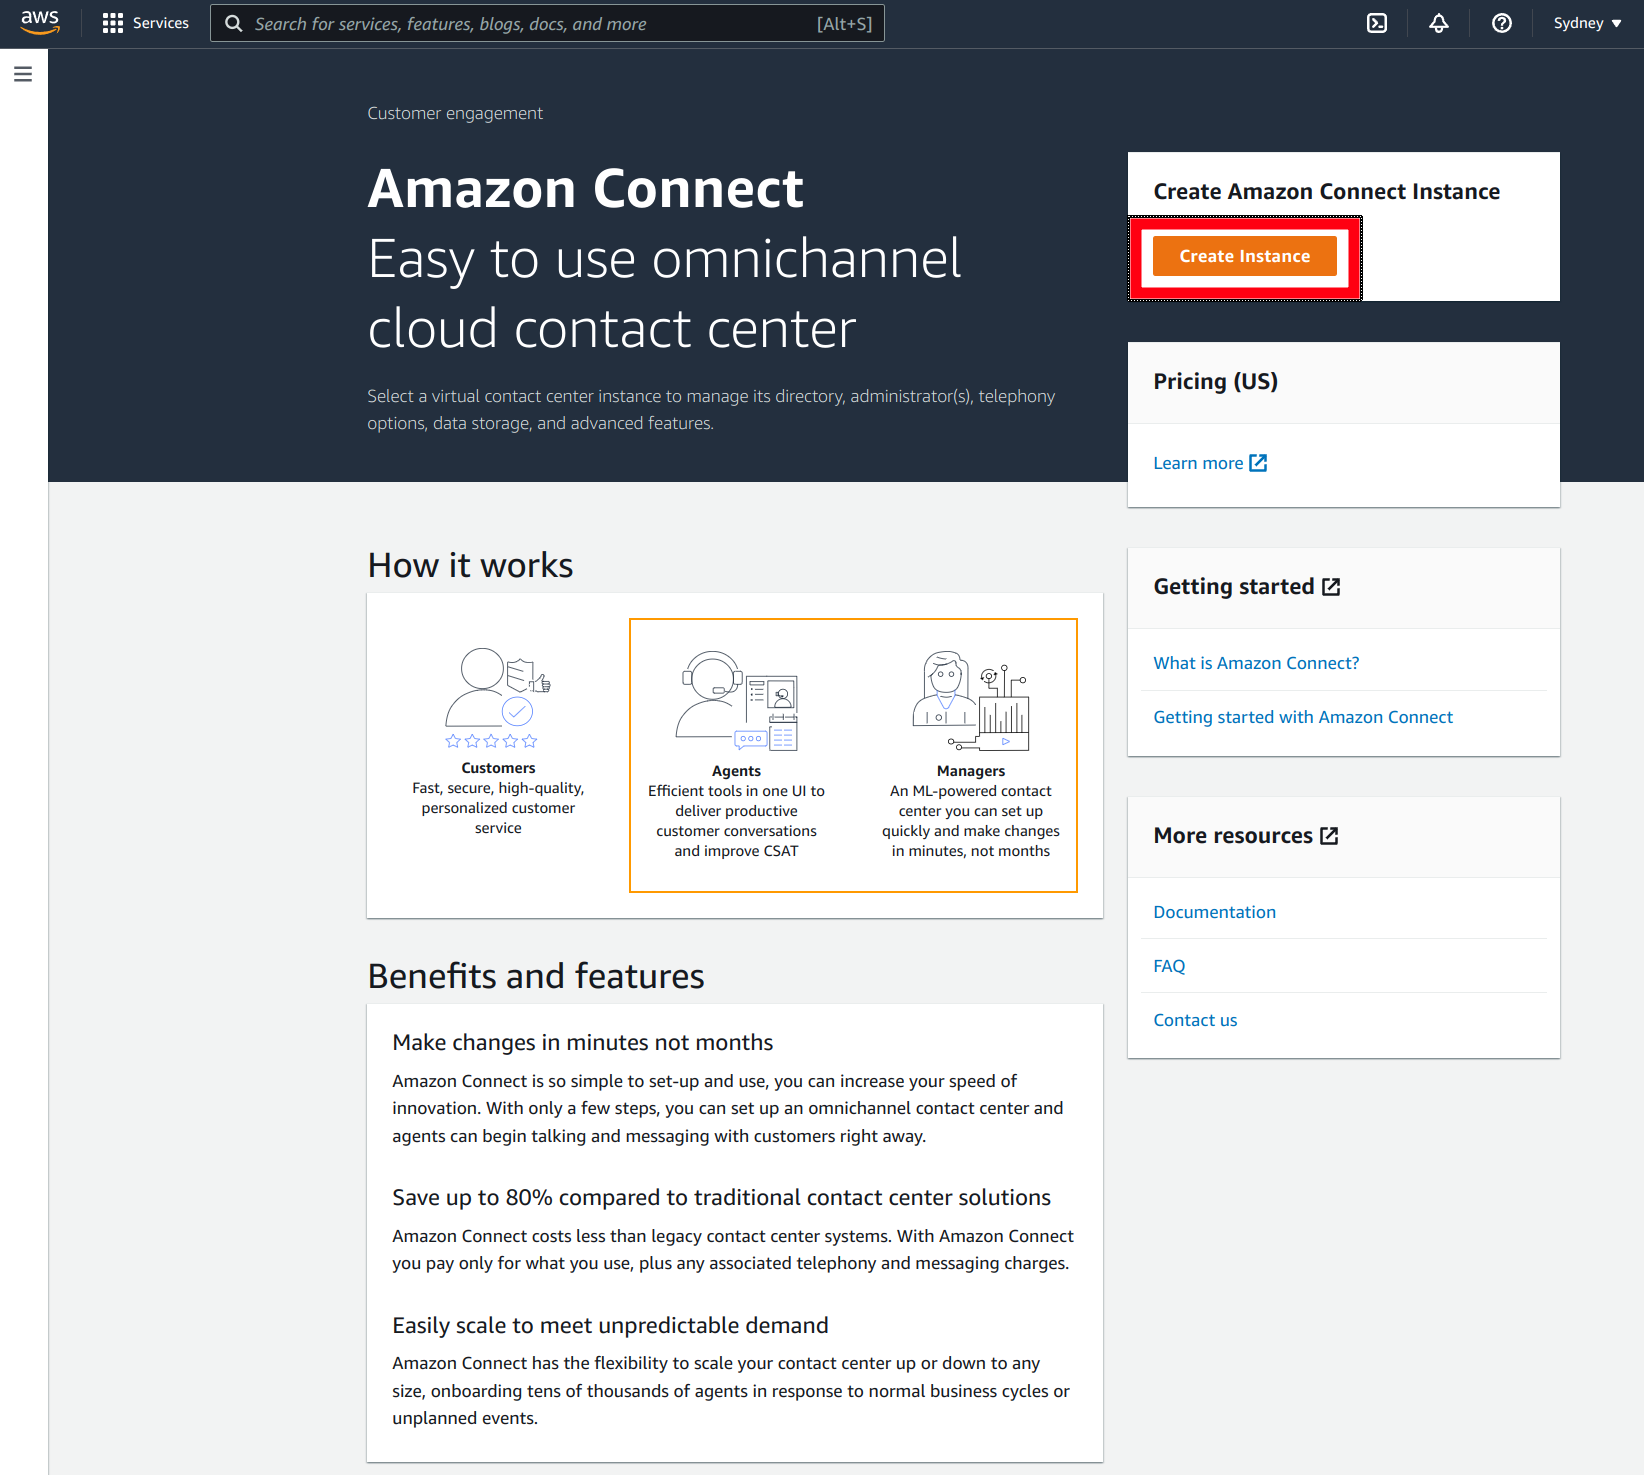 aws
Services
Search for services, features, blogs, docs, and more
[Alt+S]
Sydney
Customer engagement
Amazon Connect
Easy to use omnichannel
cloud contact center
Select a virtual contact center instance to manage its directory, administrator(s), telephony
options, data storage, and advanced features.
Create Amazon Connect Instance
Create Instance
Pricing (US)
Learn more
How it works
Customers
Fast, secure, high-quality,
personalized customer
service
Agents
Efficient tools in one UI to
deliver productive
customer conversations
and improve CSAT
Managers
An ML-powered contact
center you can set up
quickly and make changes
in minutes, not months
Getting started
What is Amazon Connect?
Getting started with Amazon Connect
More resources
Documentation
FAQ
Contact us
Benefits and features
Make changes in minutes not months
Amazon Connect is so simple to set-up and use, you can increase your speed of
innovation. With only a few steps, you can set up an omnichannel contact center and
agents can begin talking and messaging with customers right away.
Save up to 80% compared to traditional contact center solutions
Amazon Connect costs less than legacy contact center systems. With Amazon Connect
you pay only for what you use, plus any associated telephony and messaging charges.
Easily scale to meet unpredictable demand
Amazon Connect has the flexibility to scale your contact center up or down to any
size, onboarding tens of thousands of agents in response to normal business cycles or
unplanned events.